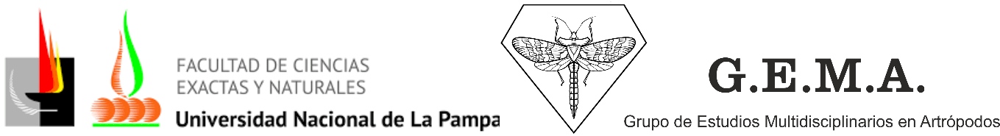 FACULTAD DE CIENCIAS
EXACTAS Y NATURALES
Universidad Nacional de La Pampa
G.E.M.A.
Grupo de Estudios Multidisciplinarios en Artrópodos